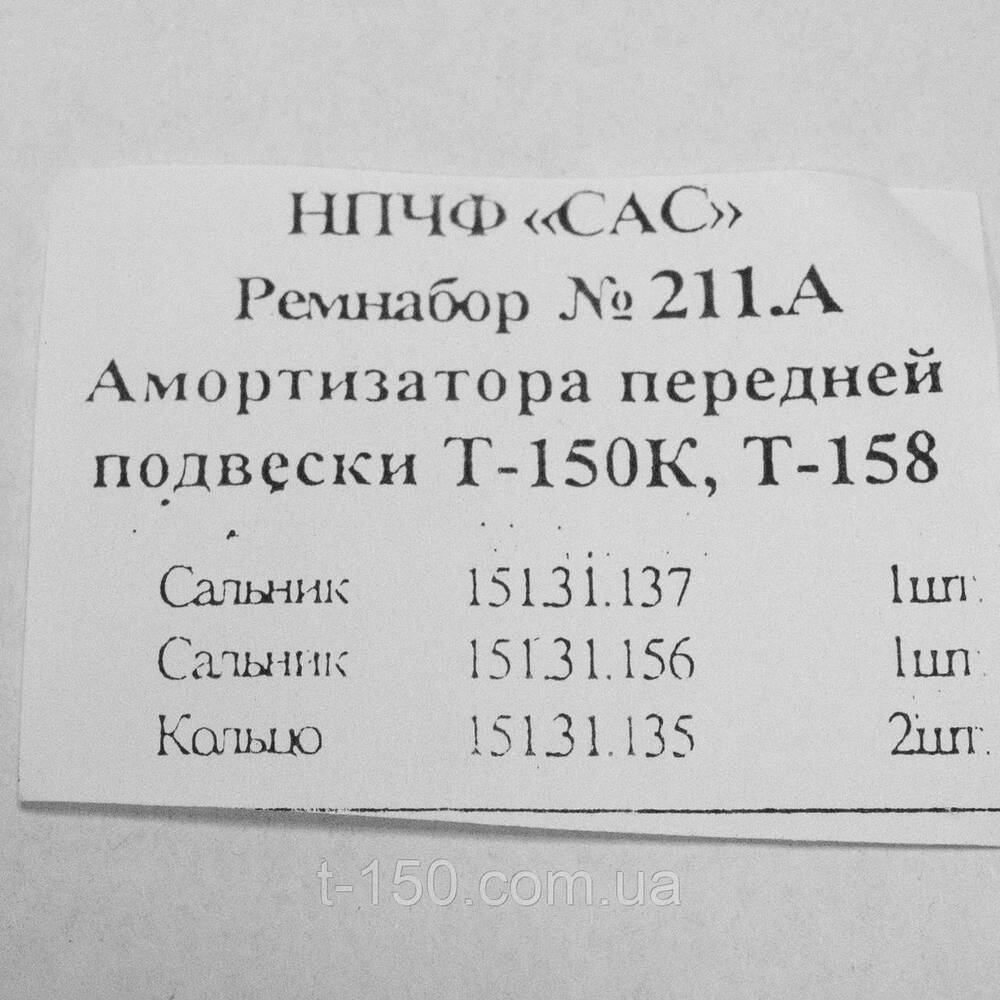 НПЧФ «САС»
Ремнабор № 211.А
Амортизатора передней
подвески Т-150К, Т-158
Сальник 151.31.137 1шт.
Сальник 151.31.156 1шт.
Кольцо 151.31.135 2шт.
t-150.com.ua